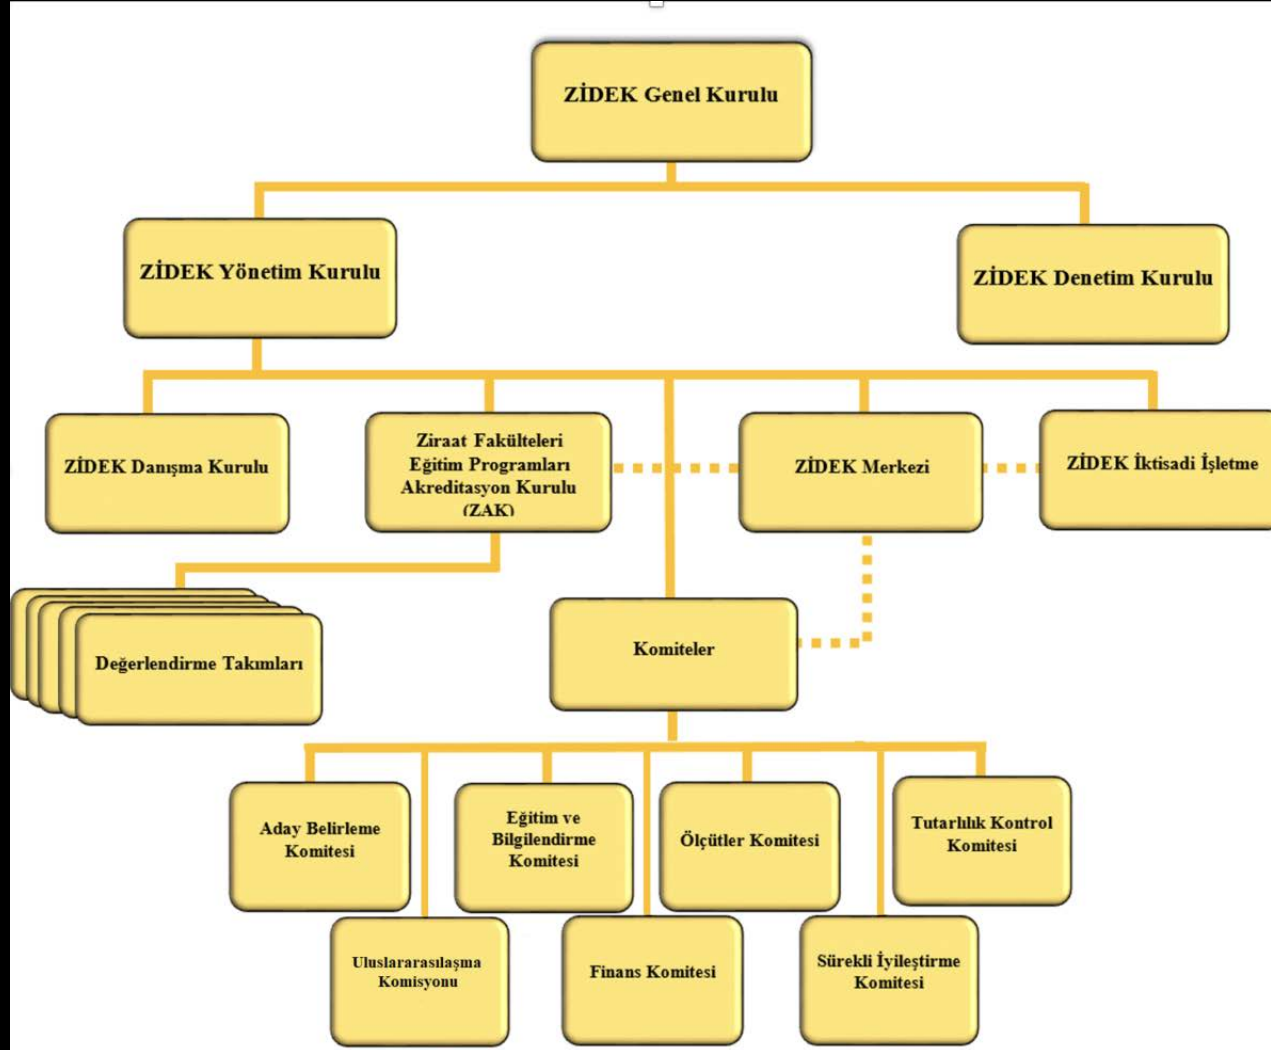 ZİDEK Genel Kurulu
ZİDEK Yönetim Kurulu
ZİDEK Denetim Kurulu
ZİDEK Danışma Kurulu
Ziraat Fakülteleri
Eğitim Programları
Akreditasyon Kurulu
(ZAK)
ZİDEK Merkezi
ZİDEK İktisadi İşletme
Değerlendirme Takımları
Komiteler
Aday Belirleme
Komitesi
Eğitim ve
Bilgilendirme
Komitesi
Ölçütler Komitesi
Tutarlılık Kontrol
Komitesi
Uluslararasılaşma
Komisyonu
Finans Komitesi
Sürekli İyileştirme
Komitesi